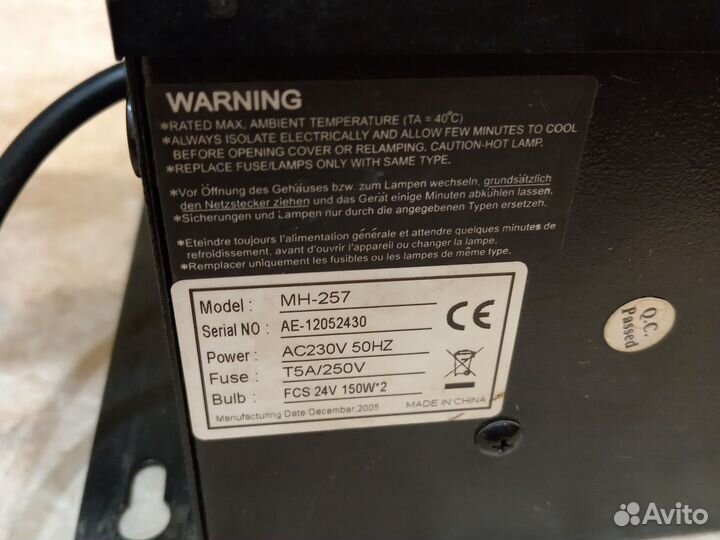 WARNING
*RATED MAX. AMBIENT TEMPERATURE (TA = 40°C)
*ALWAYS ISOLATE ELECTRICALLY AND ALLOW FEW MINUTES TO COOL
BEFORE OPENING COVER OR RELAMPING. CAUTION-HOT LAMP.
*REPLACE FUSE/LAMPS ONLY WITH SAME TYPE.
*Vor Öffnung des Gehäuses bzw. zum Lampen wechseln, grundsätzlich
den Netzstecker ziehen und das Gerät einige Minuten abkühlen lassen.
*Sicherungen und Lampen nur durch die angegebenen Typen ersetzeh.
*Eteindre toujours l'alimentation générale et attendre quelques minutes de
refroidissement, avant d'ouvrir l'appareil ou changer la lampe.
*Remplacer uniquement les fusibles ou les lampes de même type.
Model : MH-257
Serial NO : AE-12052430
Power : AC230V 50HZ
Fuse : T5A/250V
Bulb : FCS 24V 150W*2
Manufacturing Date December,2005
MADE IN CHINA
CE
Q.C.
Passed
Avito